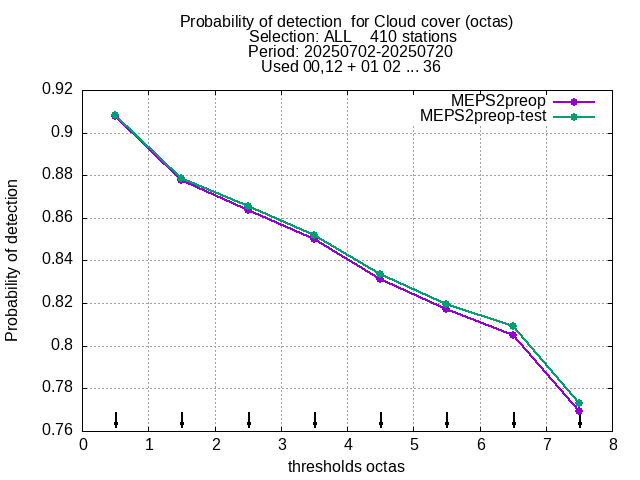 Probability of detection  for Cloud cover (octas)
Selection: ALL    410 stations
Period: 20250702-20250720
Used 00,12 + 01 02 ... 36
MEPS2preop
MEPS2preop-test
Probability of detection
0.92
0.9
0.88
0.86
0.84
0.82
0.8
0.78
0.76
0 1 2 3 4 5 6 7 8
thresholds octas